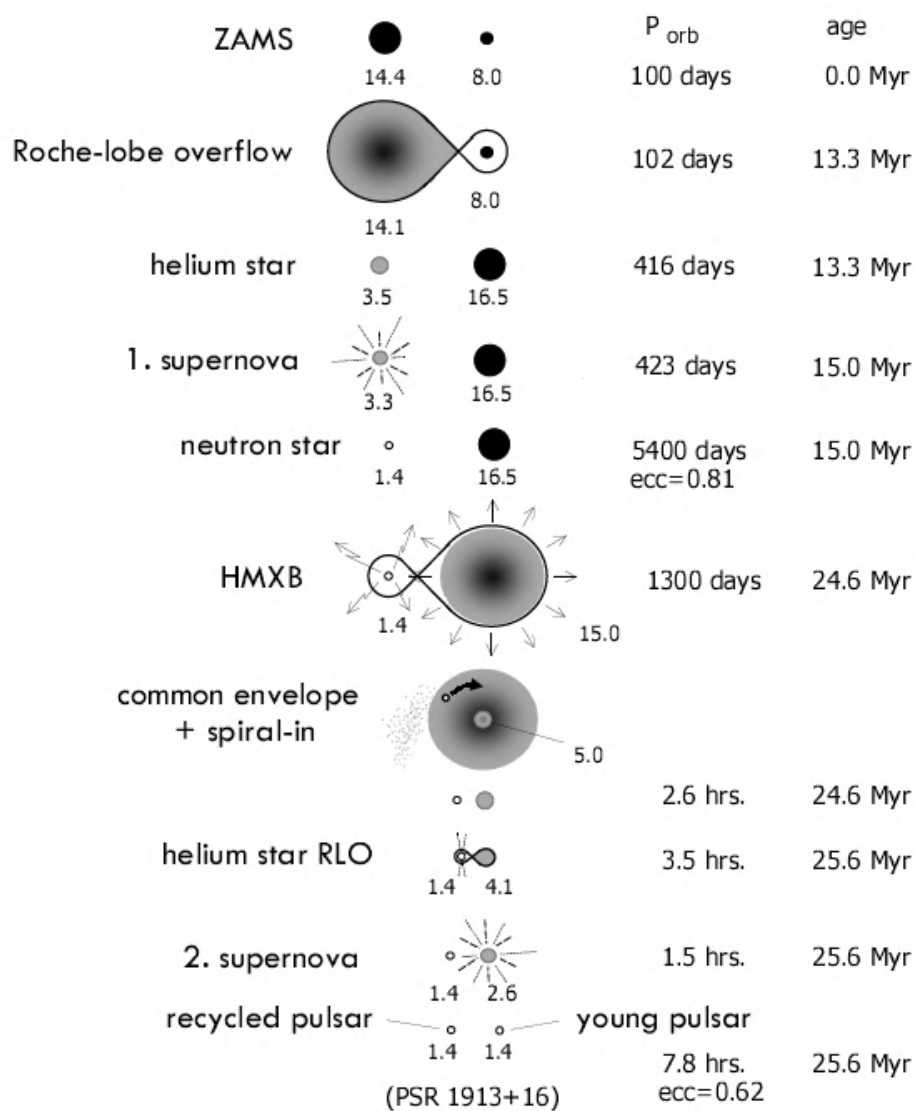 P orb age
ZAMS
14.4 8.0 100 days 0.0 Myr
Roche-lobe overflow 102 days 13.3 Myr
8.0
14.1
helium star 416 days 13.3 Myr
3.5 16.5
1. supernova 423 days 15.0 Myr
3.3 16.5
neutron star 5400 days 15.0 Myr
1.4 16.5 ecc=0.81
HMXB 1300 days 24.6 Myr
1.4 15.0
common envelope
+ spiral-in
5.0
2.6 hrs. 24.6 Myr
helium star RLO 3.5 hrs. 25.6 Myr
1.4 4.1
2. supernova 1.5 hrs. 25.6 Myr
1.4 2.6
recycled pulsar young pulsar
1.4 1.4
7.8 hrs. 25.6 Myr
(PSR 1913+16) ecc=0.62